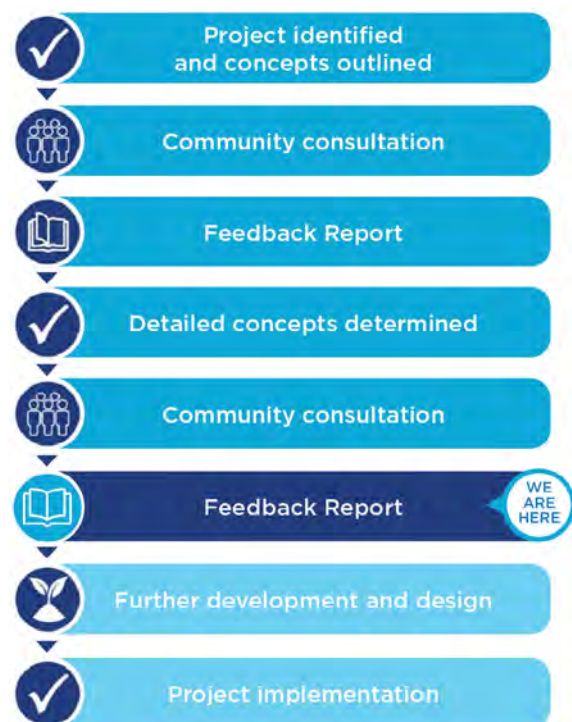 Project identified
and concepts outlined
Community consultation
Feedback Report
Detailed concepts determined
Community consultation
Feedback Report
WE
ARE
HERE
Further development and design
Project implementation